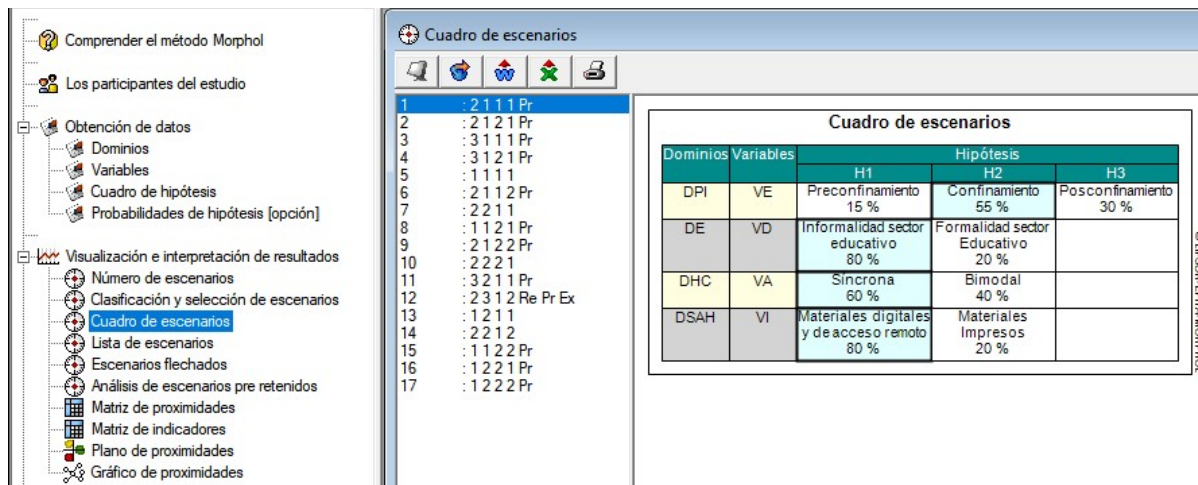 Comprender el método Morphol
Los participantes del estudio
Obtención de datos
Dominios
Variables
Cuadro de hipótesis
Probabilidades de hipótesis [opción]
Visualización e interpretación de resultados
Número de escenarios
Clasificación y selección de escenarios
Cuadro de escenarios
Lista de escenarios
Escenarios flechados
Análisis de escenarios pre retenidos
Matriz de proximidades
Matriz de indicadores
Plano de proximidades
Gráfico de proximidades
Cuadro de escenarios
1 : 2 1 1 1 Pr
2 : 2 1 2 1 Pr
3 : 3 1 1 1 Pr
4 : 3 1 2 1 Pr
5 : 1 1 1 1
6 : 2 1 1 2 Pr
7 : 2 2 1 1
8 : 1 1 2 1 Pr
9 : 2 1 2 2 Pr
10 : 2 2 2 1
11 : 3 2 1 1 Pr
12 : 2 3 1 2 Re Pr Ex
13 : 1 2 1 1
14 : 2 2 1 2
15 : 1 1 2 2 Pr
16 : 1 2 2 1 Pr
17 : 1 2 2 2 Pr
Cuadro de escenarios
Dominios Variables Hipótesis
H1 H2 H3
DPI VE Preconfinamiento Confinamiento Posconfinamiento
15 % 55 % 30 %
DE VD Informalidad sector Formalidad sector
educativo Educativo
80 % 20 %
DHC VA Síncrona Bimodal
60 % 40 %
DSAH VI Materiales digitales Materiales
y de acceso remoto Impresos
80 % 20 %